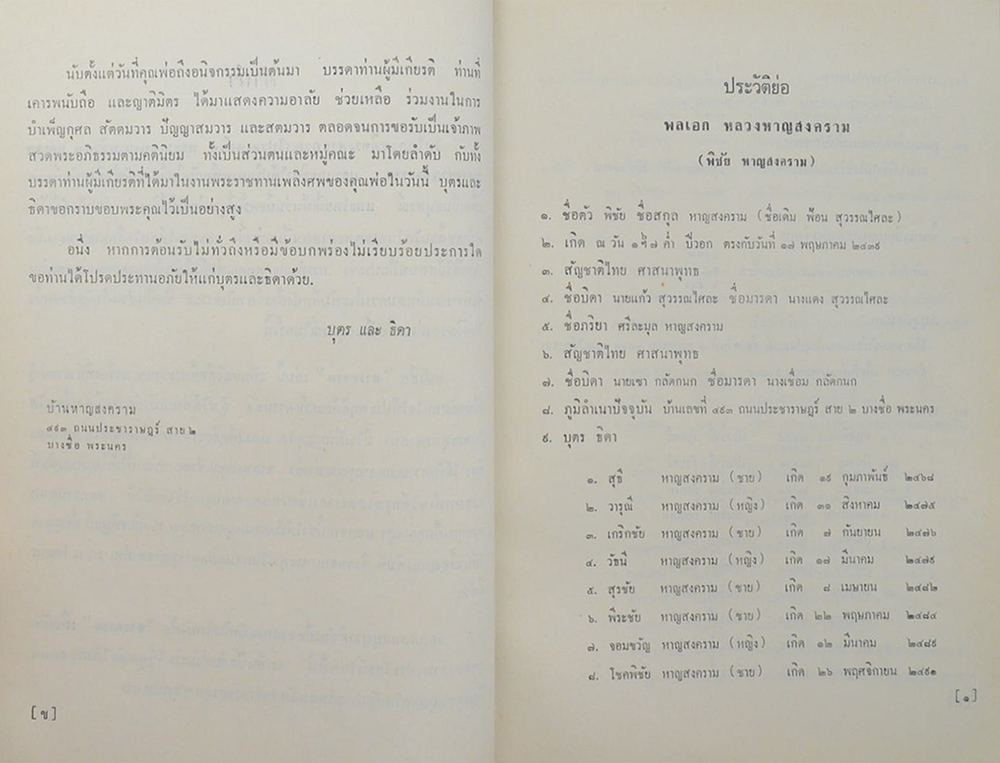 นับตั้งแต่วันที่คุณพ่อถึงอนิจกรรมเป็นต้นมา บรรดาท่านผู้มีเกียรติ ท่านที่
เคารพนับถือ และญาติมิตร ได้มาแสดงความอาลัย ช่วยเหลือ ร่วมงานในการ
บำเพ็ญกุศล สัตตมวาร ปัญญาสมวาร และสตมวาร ตลอดจนการขอรับเป็นเจ้าภาพ
สวดพระอภิธรรมตามคตินิยม ทั้งเป็นส่วนตนและหมู่คณะ มาโดยลำดับ กับทั้ง
บรรดาท่านผู้มีเกียรติที่ได้มาในงานพระราชทานเพลิงศพของคุณพ่อในวันนี้ บุตรและ
ธิดาขอกราบขอบพระคุณไว้เป็นอย่างสูง
อนึ่ง หากการต้อนรับไม่ทั่วถึงหรือมีข้อบกพร่องไม่เรียบร้อยประการใด
ขอท่านได้โปรดประทานอภัยให้แก่บุตรและธิดาด้วย.
บุตร และ ธิดา
บ้านหาญสงคราม
๔๙๓ ถนนประชาราษฎร์ สาย ๒
บางซื่อ พระนคร
[ ข ]
ประวัติย่อ
พลเอก หลวงหาญสงคราม
(พิชัย หาญสงคราม)
๑. ชื่อตัว พิชัย ชื่อสกุล หาญสงคราม (ชื่อเดิม ฟ้อน สุวรรณไศละ)
๒. เกิด ณ วัน ค่ำ ปีวอก ตรงกับวันที่ ๑๗ พฤษภาคม ๒๔๓๙
๓. สัญชาติไทย ศาสนาพุทธ
๔. ชื่อบิดา นายแก้ว สุวรรณไศละ ชื่อมารดา นางแดง สุวรรณไศละ
๕. ชื่อภริยา ศรีละมุล หาญสงคราม
๖. สัญชาติไทย ศาสนาพุทธ
๗. ชื่อบิดา นายเซา กลัดกนก ชื่อมารดา นางเชื่อม กลัดกนก
๘. ภูมิลำเนาปัจจุบัน บ้านเลขที่ ๔๙๓ ถนนประชาราษฎร์ สาย ๒ บางซื่อ พระนคร
๙. บุตร ธิดา
๑. สุธี หาญสงคราม (ชาย) เกิด ๑๙ กุมภาพันธ์ ๒๔๖๘
๒. วารุณี หาญสงคราม (หญิง) เกิด ๓๑ สิงหาคม ๒๔๗๕
๓. เกริกชัย หาญสงคราม (ชาย) เกิด ๗ กันยายน ๒๔๗๖
๔. วัธนี หาญสงคราม (หญิง) เกิด ๑๗ มีนาคม ๒๔๗๙
๕. สุรชัย หาญสงคราม (ชาย) เกิด ๘ เมษายน ๒๔๘๒
๖. พีระชัย หาญสงคราม (ชาย) เกิด ๒๒ พฤษภาคม ๒๔๘๔
๗. จอมขวัญ หาญสงคราม (หญิง) เกิด ๑๒ มีนาคม ๒๔๘๙
๘. โชคพิชัย หาญสงคราม (ชาย) เกิด ๒๖ พฤศจิกายน
[ ๑ ]